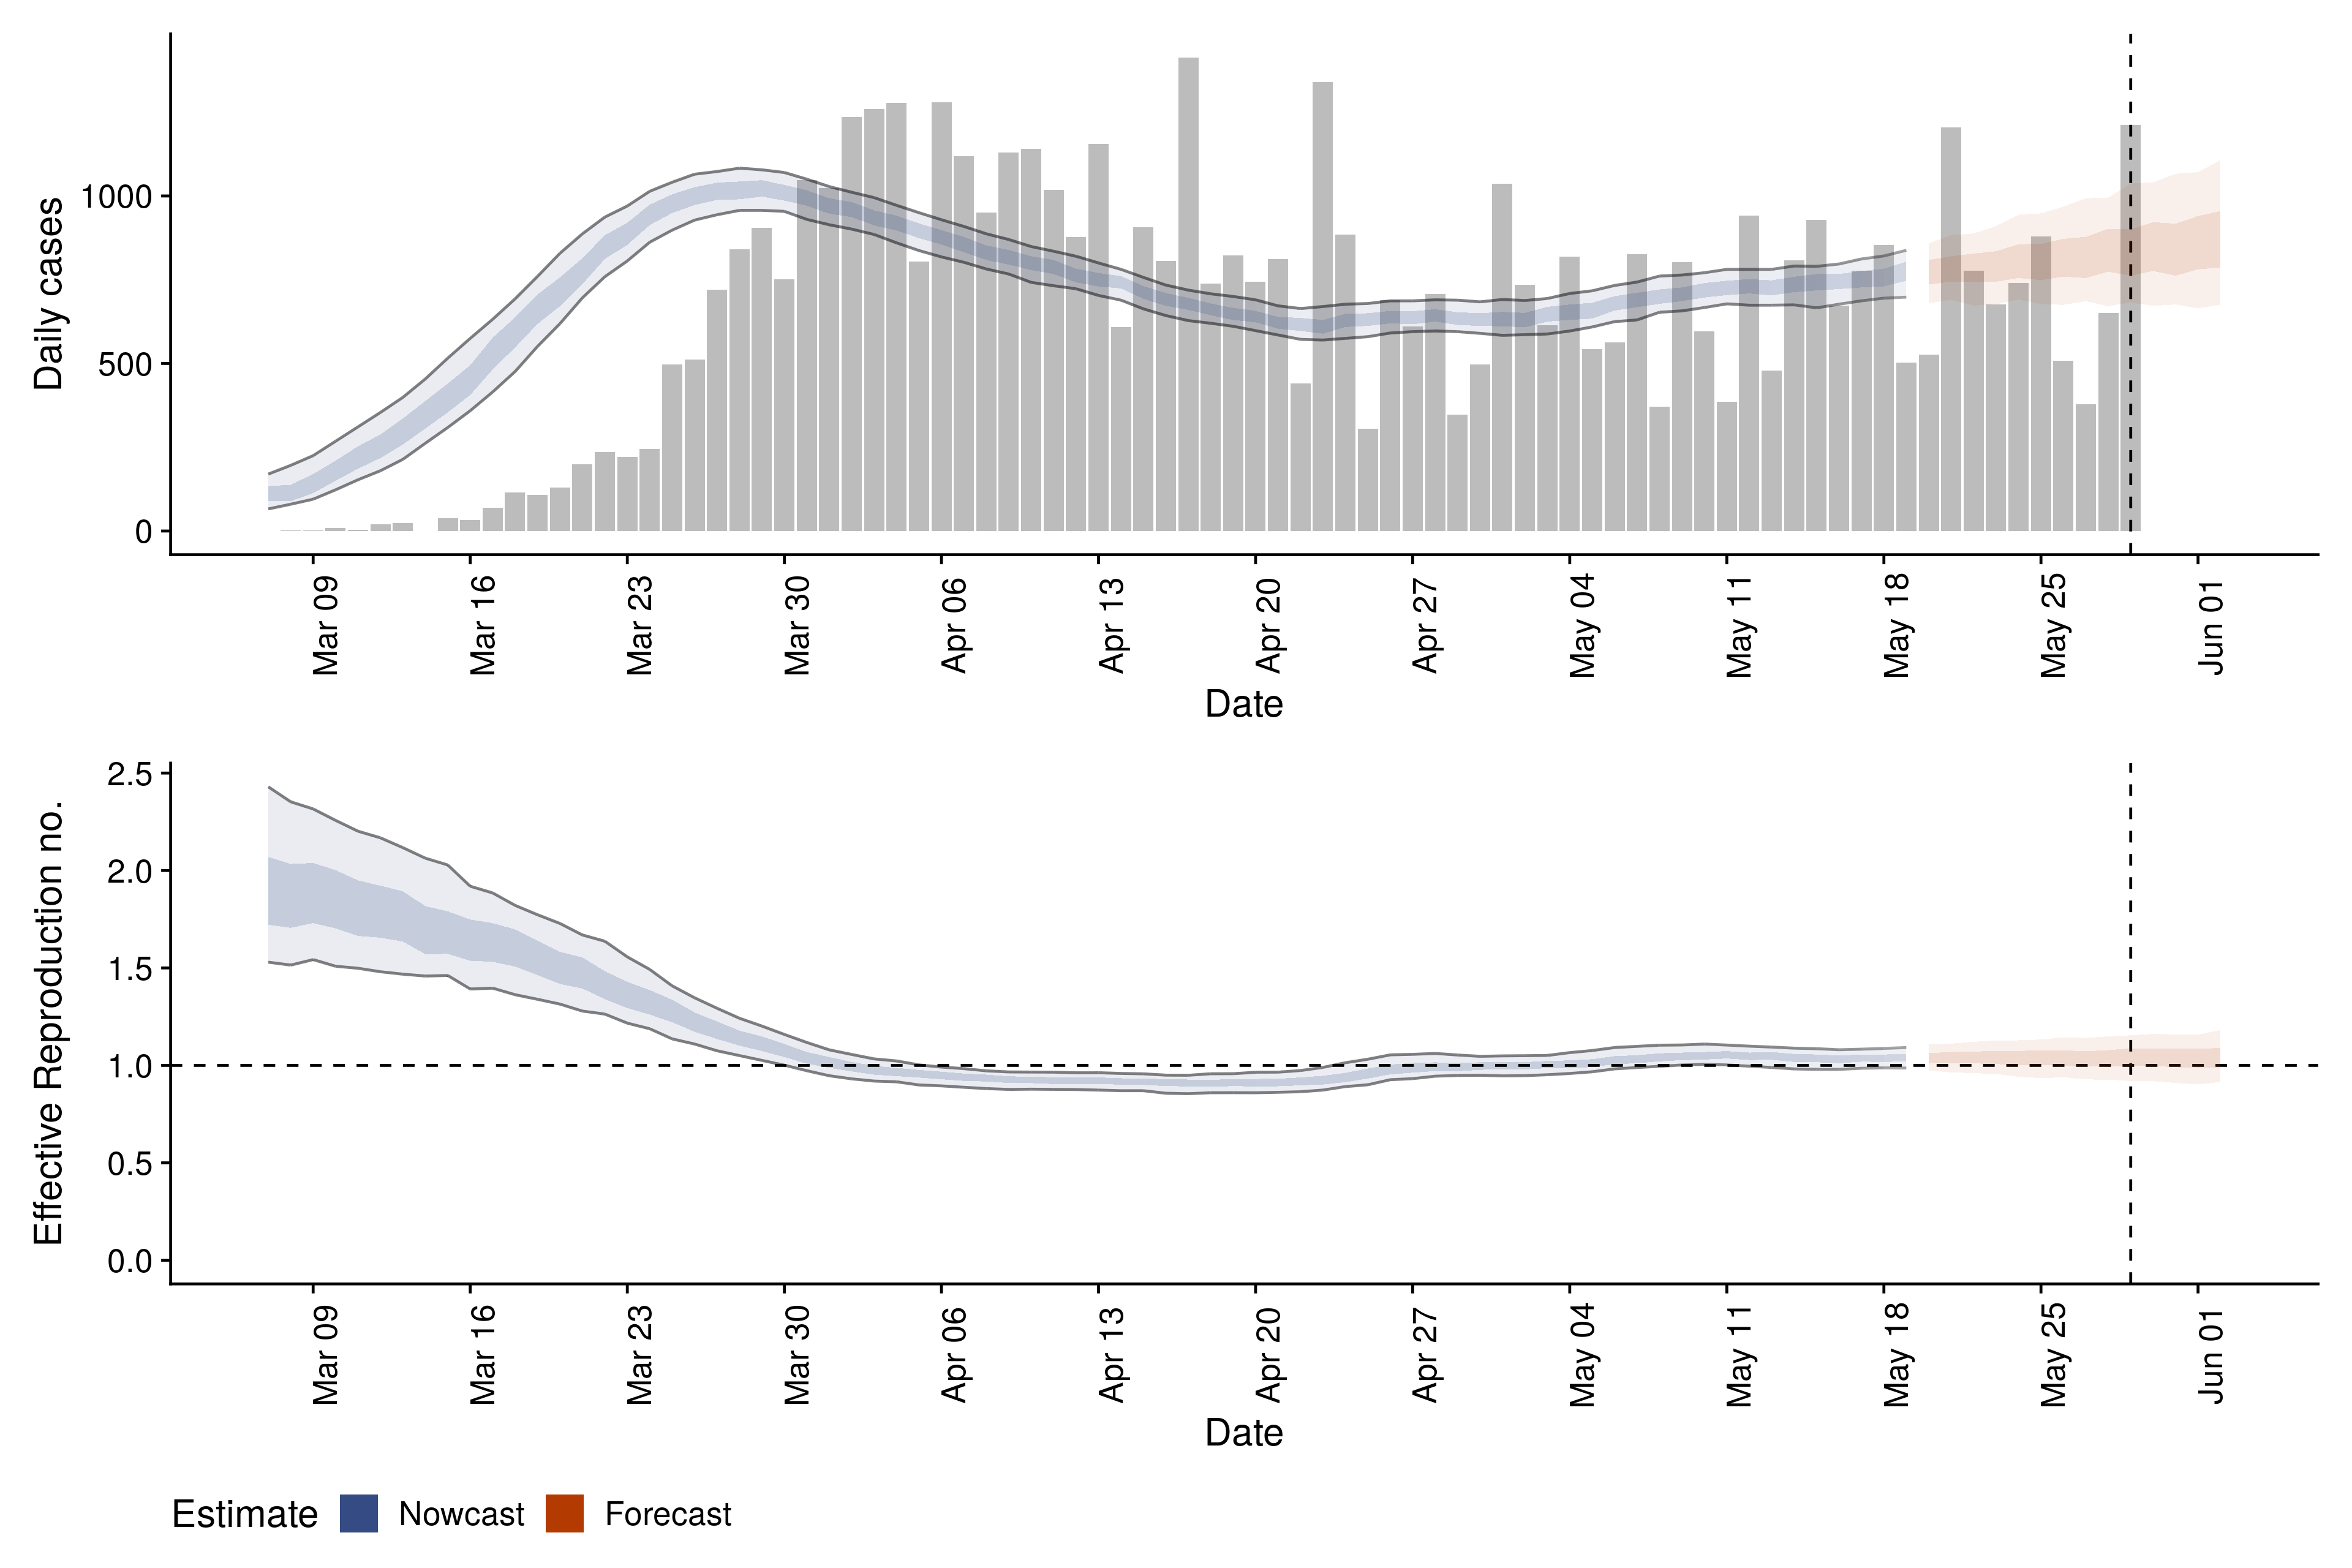 Daily cases
1000
500
0
Mar 09
Mar 16
Mar 23
Mar 30
Apr 06
Apr 13
Apr 20
Apr 27
May 04
May 11
May 18
May 25
Jun 01
Date
Effective Reproduction no.
2.5
2.0
1.5
1.0
0.5
0.0
Mar 09
Mar 16
Mar 23
Mar 30
Apr 06
Apr 13
Apr 20
Apr 27
May 04
May 11
May 18
May 25
Jun 01
Date
Estimate Nowcast Forecast